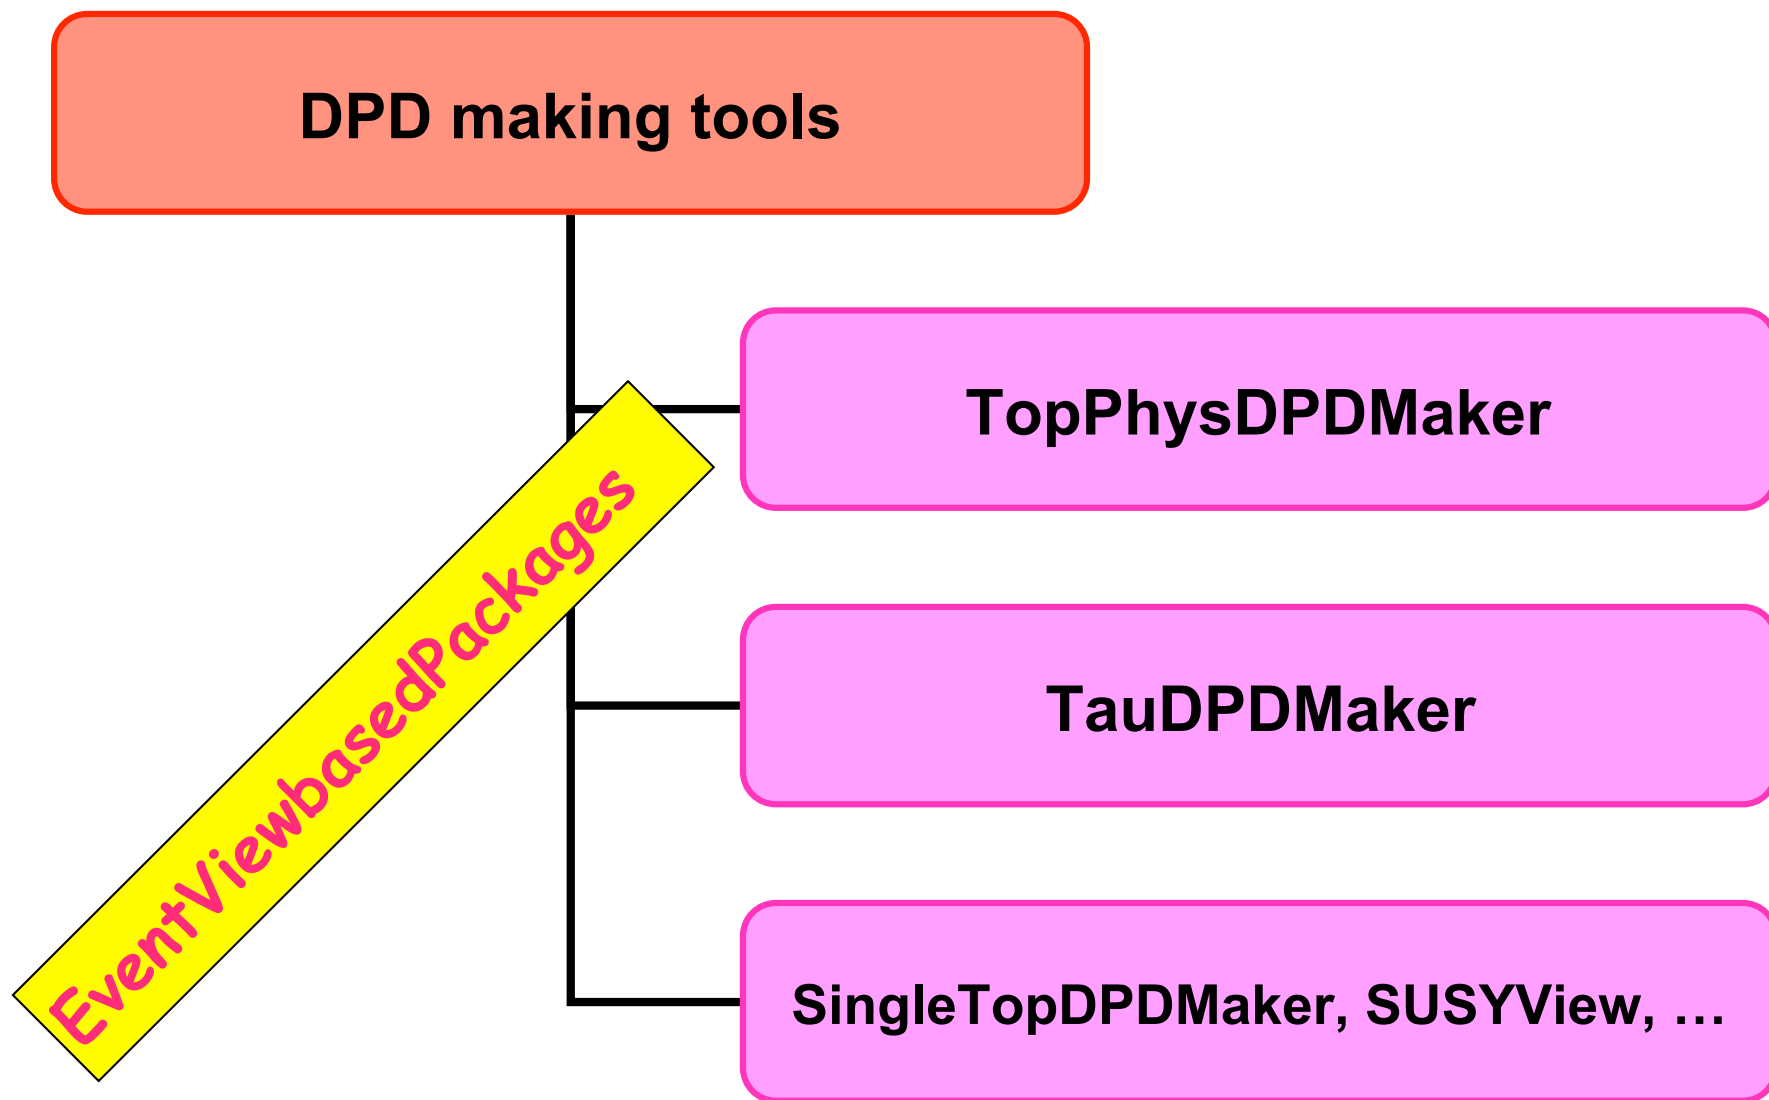 DPD making tools
TopPhysDPDMaker
EventViewbasedPackages
TauDPDMaker
SingleTopDPDMaker, SUSYView, …